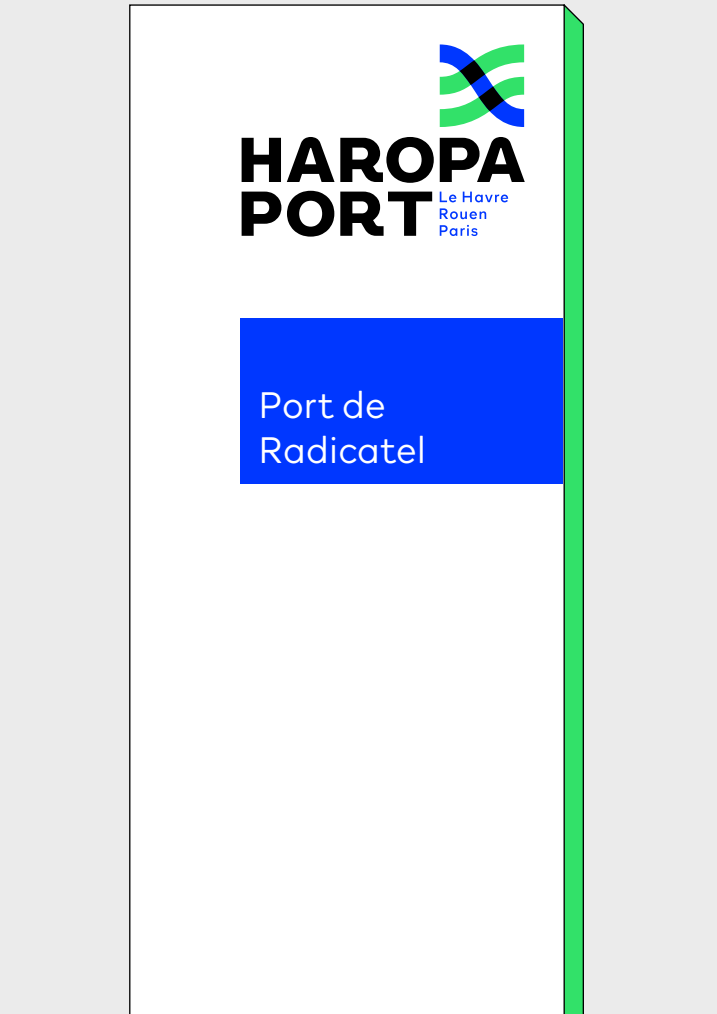 HAROPA
PORT
Le Havre
Rouen
Paris
Port de
Radicatel